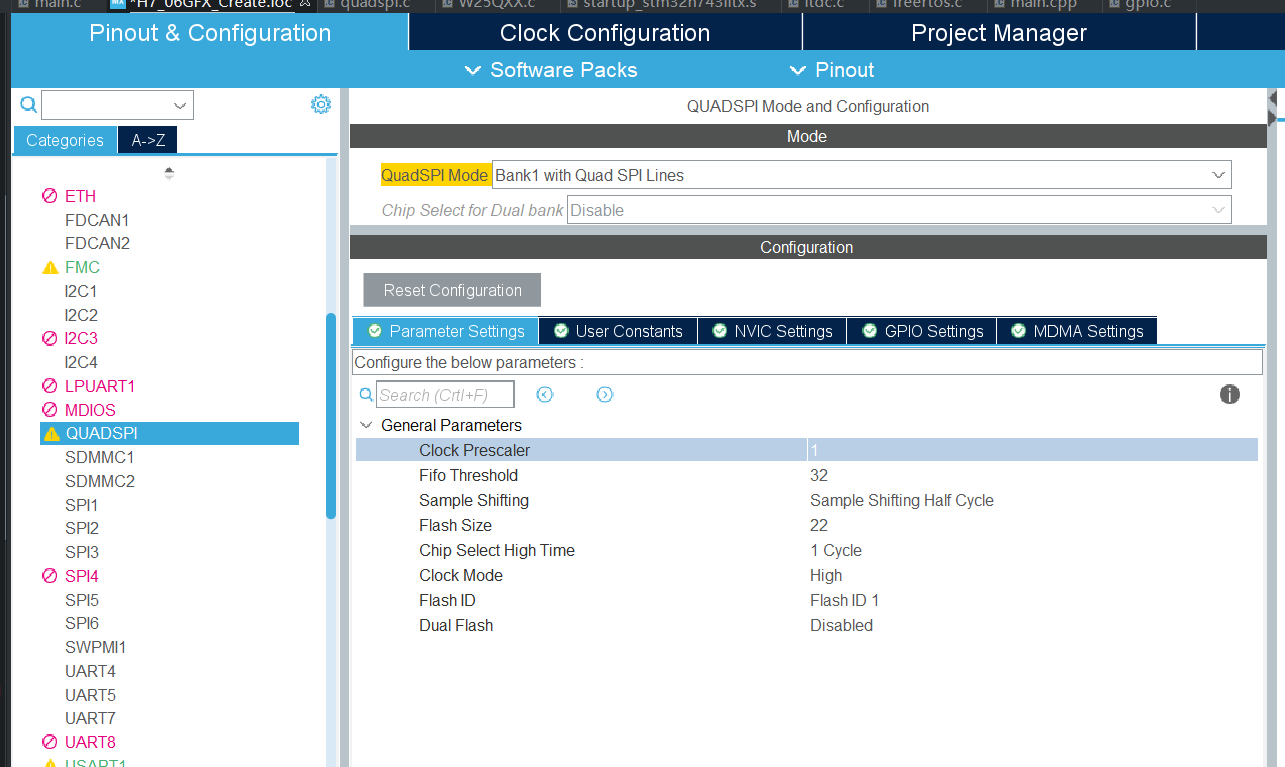 main.c
*H7_06GFX_Create.ioc
quadspi.c
W25QXX.c
startup_stm32h743iitx.s
ltdc.c
freertos.c
main.cpp
gpio.c
Pinout & Configuration
Clock Configuration
Project Manager
Software Packs
Pinout
Categories
A->Z
ETH
FDCAN1
FDCAN2
FMC
I2C1
I2C2
I2C3
I2C4
LPUART1
MDIOS
QUADSPI
SDMMC1
SDMMC2
SPI1
SPI2
SPI3
SPI4
SPI5
SPI6
SWPMI1
UART4
UART5
UART7
UART8
USART1
QUADSPI Mode and Configuration
Mode
QuadSPI Mode Bank1 with Quad SPI Lines
Chip Select for Dual bank Disable
Configuration
Reset Configuration
Parameter Settings
User Constants
NVIC Settings
GPIO Settings
MDMA Settings
Configure the below parameters :
Search (Crtl+F)
General Parameters
Clock Prescaler 1
Fifo Threshold 32
Sample Shifting Sample Shifting Half Cycle
Flash Size 22
Chip Select High Time 1 Cycle
Clock Mode High
Flash ID Flash ID 1
Dual Flash Disabled